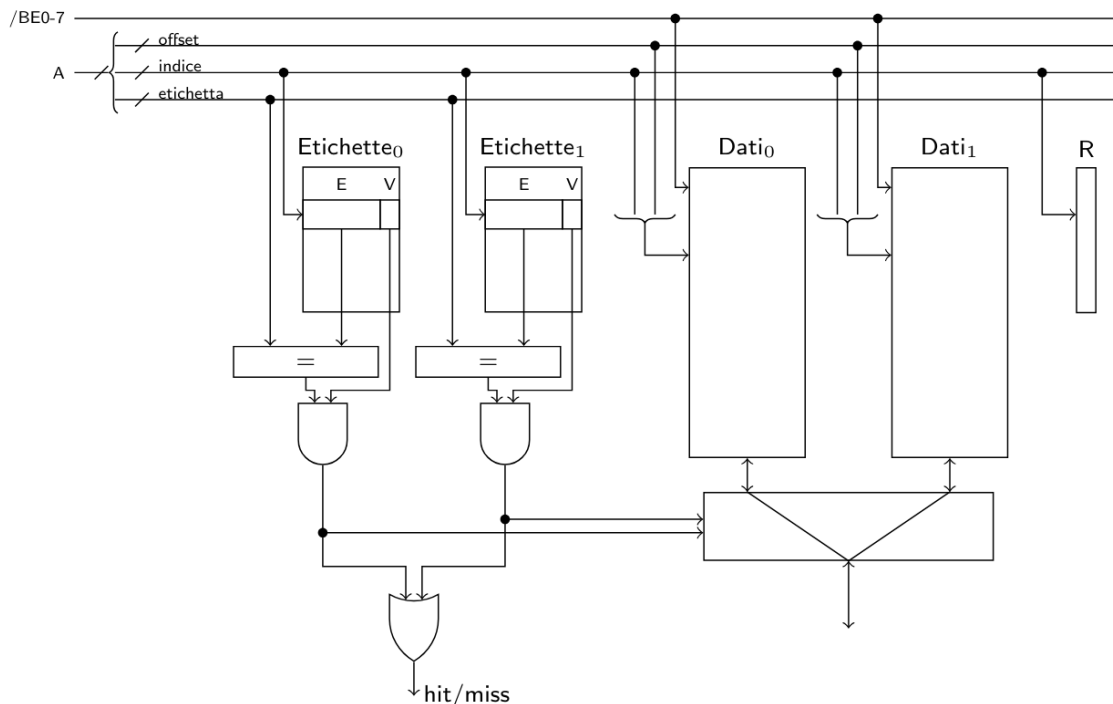 /BE0-7
offset
indice
A
etichetta
Etichette₀
Etichette₁
Dati₀
Dati₁
R
E V
E V
=
=
hit/miss